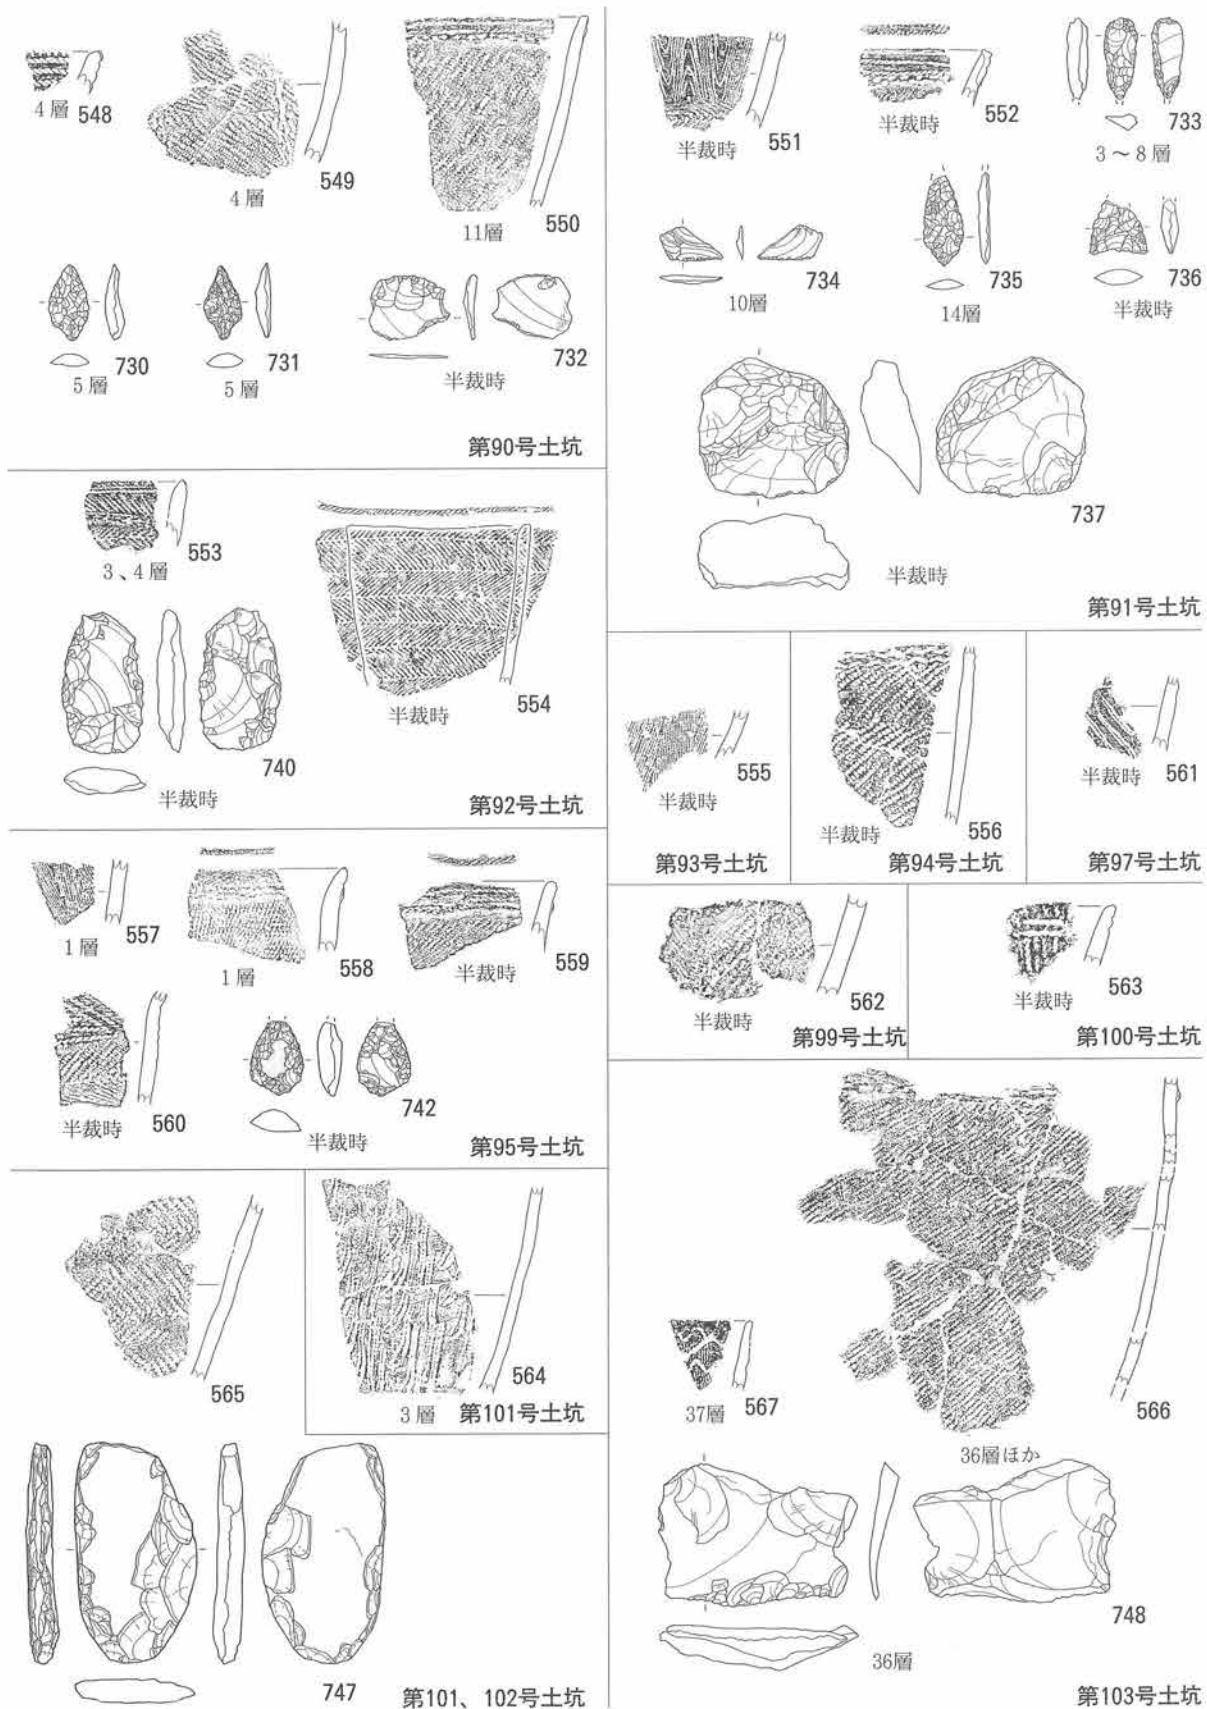 4層 548
4層 549
11層 550
5層 730
5層 731
半裁時 732
第90号土坑
半裁時 551
半裁時 552
3～8層 733
10層 734
14層 735
半裁時 736
半裁時 737
第91号土坑
3、4層 553
半裁時 554
半裁時 740
第92号土坑
半裁時 555
第93号土坑
半裁時 556
第94号土坑
半裁時 561
第97号土坑
1層 557
1層 558
半裁時 559
半裁時 560
半裁時 742
第95号土坑
半裁時 562
第99号土坑
半裁時 563
第100号土坑
565
3層 564
第101号土坑
747
第101、102号土坑
37層 567
36層ほか 566
36層 748
第103号土坑